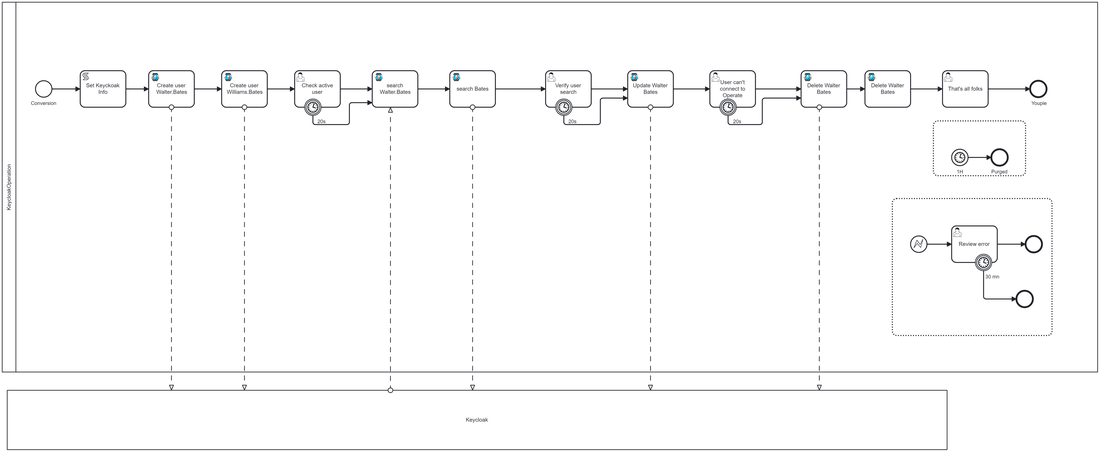 KeycloakOperation
Conversion
Set Keyckoak
Info
Create user
Walter.Bates
Create user
Williams.Bates
Check active
user
20s
search
Walter.Bates
search Bates
Verify user
search
20s
Update Walter
Bates
User can't
connect to
Operate
20s
Delete Walter
Bates
Delete Walter
Bates
That's all folks
Youpie
1H
Purged
Review error
30 mn
Keycloak